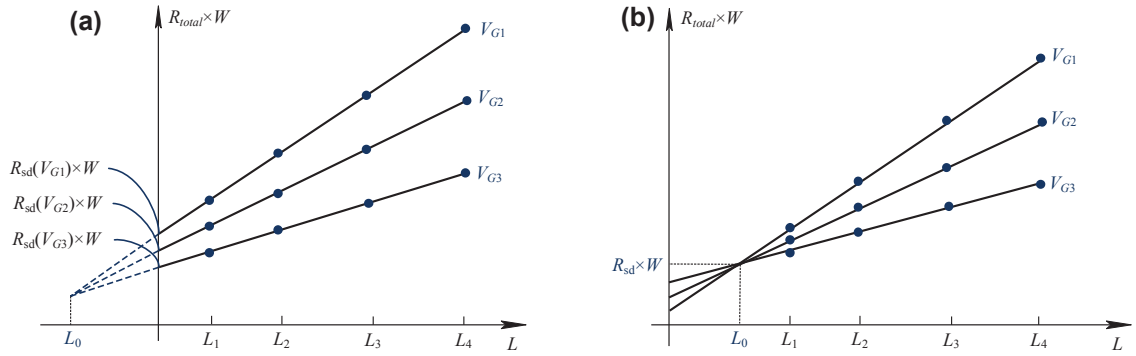 (a)
R_total×W
V_G1
V_G2
V_G3
R_sd(V_G1)×W
R_sd(V_G2)×W
R_sd(V_G3)×W
L_0
L_1
L_2
L_3
L_4
L
(b)
R_total×W
V_G1
V_G2
V_G3
R_sd×W
L_0
L_1
L_2
L_3
L_4
L